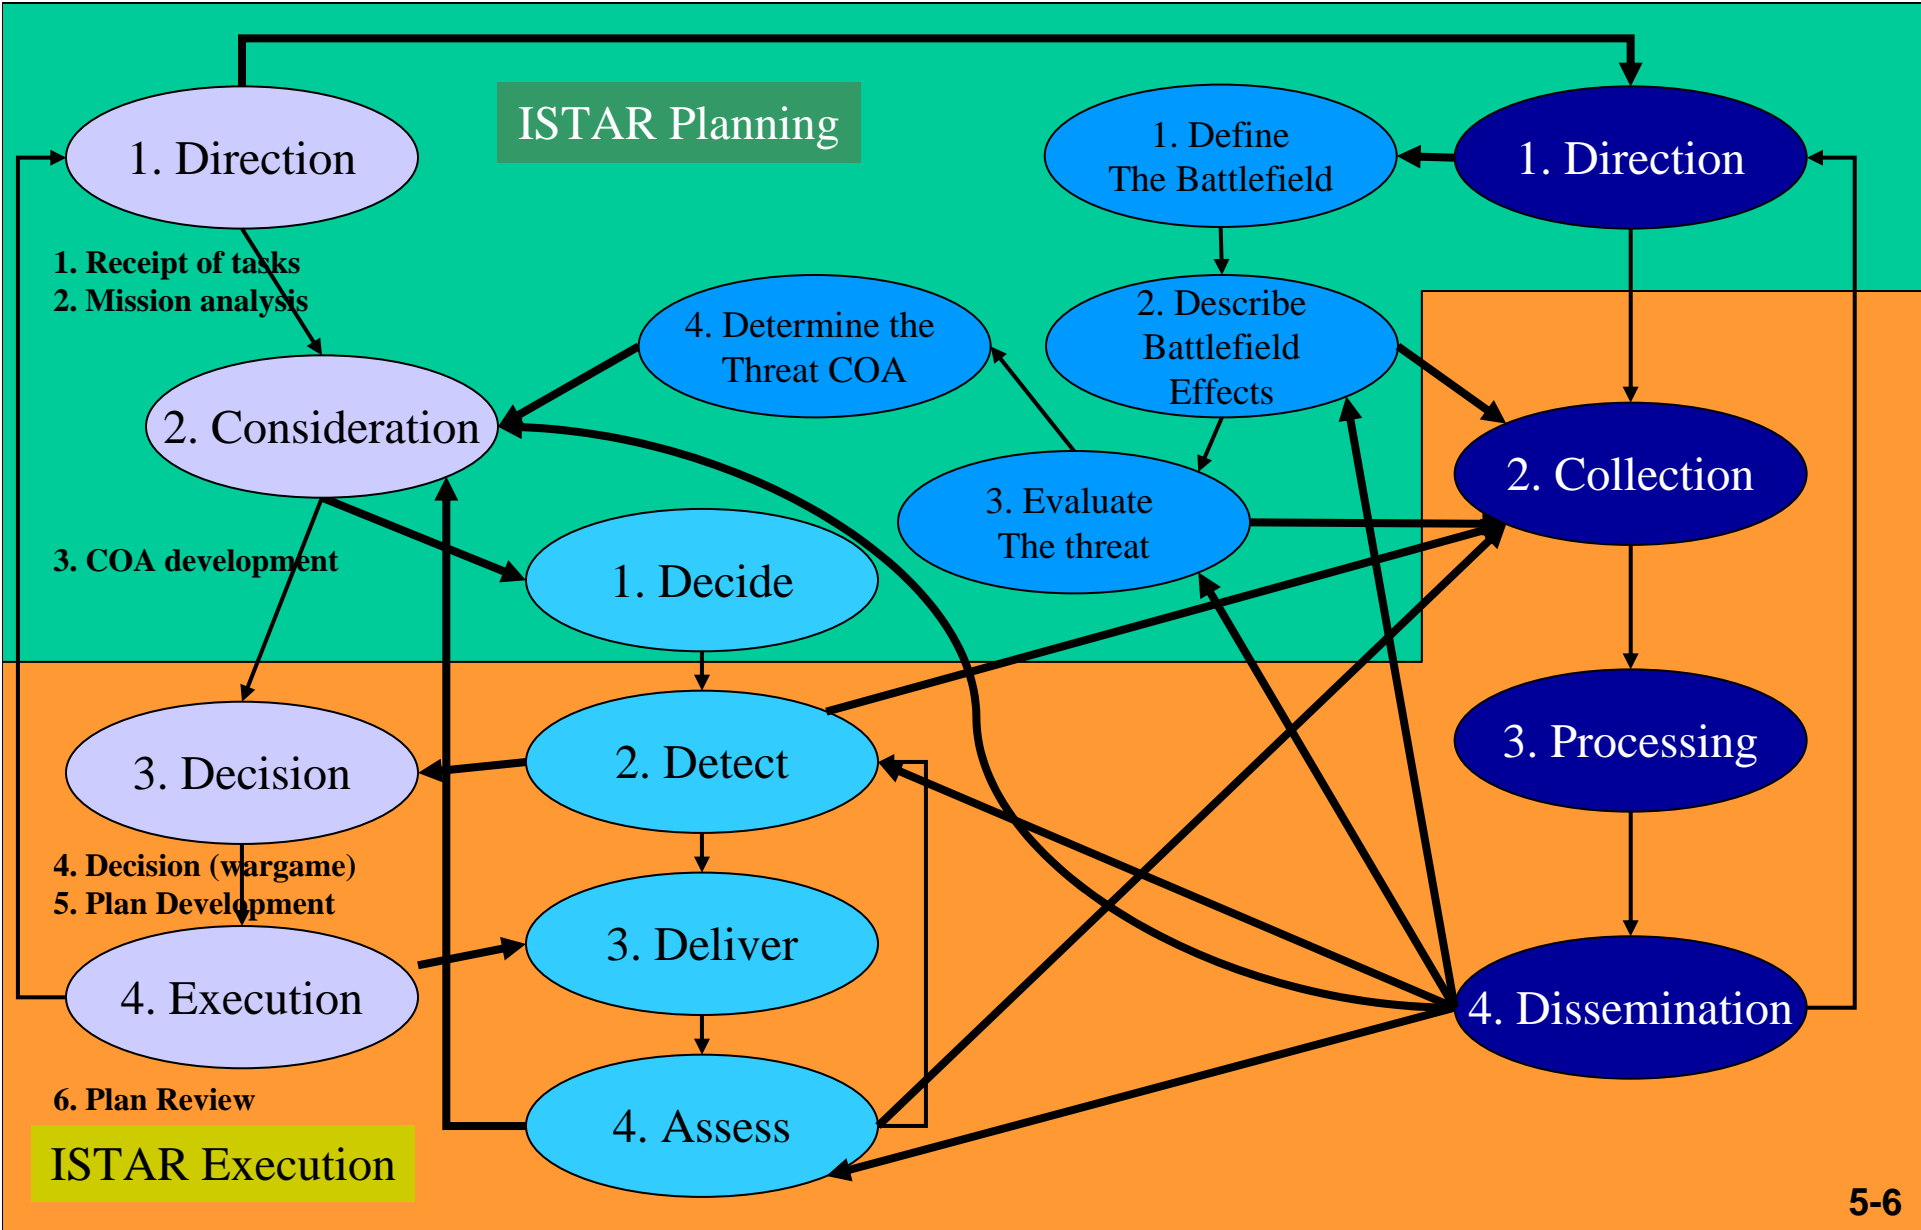 ISTAR Planning
1. Direction
1. Receipt of tasks
2. Mission analysis
2. Consideration
3. COA development
3. Decision
4. Decision (wargame)
5. Plan Development
4. Execution
6. Plan Review
ISTAR Execution
1. Decide
2. Detect
3. Deliver
4. Assess
1. Define
The Battlefield
2. Describe
Battlefield
Effects
3. Evaluate
The threat
4. Determine the
Threat COA
1. Direction
2. Collection
3. Processing
4. Dissemination
5-6